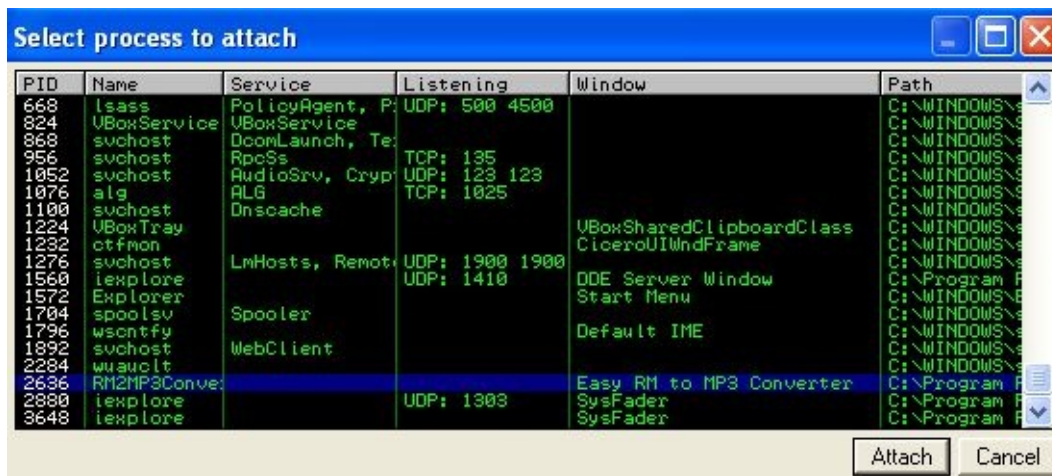 Select process to attach
PID Name Service Listening Window Path
668 lsass PolicyAgent, P UDP: 500 4500 C:\WINDOWS\s
824 VBoxService VBoxService C:\WINDOWS\s
868 svchost DcomLaunch, Te: C:\WINDOWS\s
956 svchost RpcSs TCP: 135 C:\WINDOWS\s
1052 svchost AudioSrv, Cryp UDP: 123 123 C:\WINDOWS\s
1076 alg ALG TCP: 1025 C:\WINDOWS\s
1100 svchost Dnscache C:\WINDOWS\s
1224 VBoxTray VBoxSharedClipboardClass C:\WINDOWS\s
1232 ctfmon CiceroUIWndFrame C:\WINDOWS\s
1276 svchost LmHosts, Remot UDP: 1900 1900 C:\WINDOWS\s
1560 iexplore UDP: 1410 DDE Server Window C:\Program F
1572 Explorer Start Menu C:\WINDOWS\E
1704 spoolsv Spooler C:\WINDOWS\s
1796 wscntfy Default IME C:\WINDOWS\s
1892 svchost WebClient C:\WINDOWS\s
2284 wuauclt C:\WINDOWS\s
2636 RM2MP3Conve: Easy RM to MP3 Converter C:\Program F
2880 iexplore UDP: 1303 SysFader C:\Program F
3648 iexplore SysFader C:\Program F
Attach Cancel